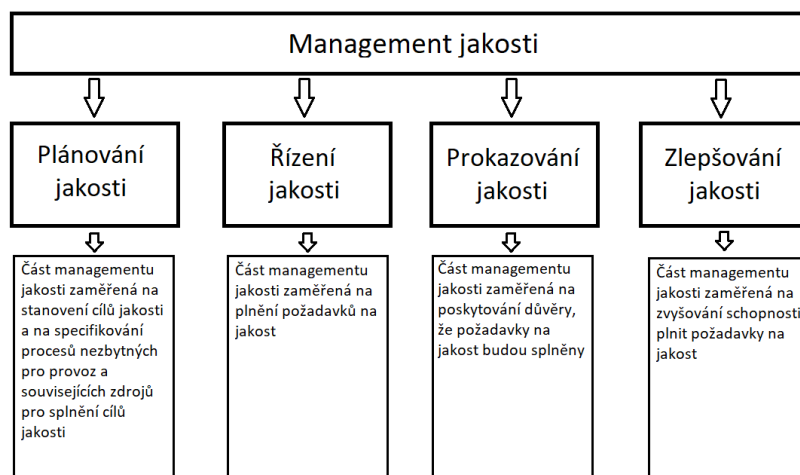 Management jakosti
Plánování
jakosti
Řízení
jakosti
Prokazování
jakosti
Zlepšování
jakosti
Část managementu
jakosti zaměřená na
stanovení cílů jakosti
a na specifikování
procesů nezbytných
pro provoz a
souvisejících zdrojů
pro splnění cílů
jakosti
Část managementu
jakosti zaměřená na
plnění požadavků na
jakost
Část managementu
jakosti zaměřená na
poskytování důvěry,
že požadavky na
jakost budou splněny
Část managementu
jakosti zaměřená na
zvyšování schopnosti
plnit požadavky na
jakost